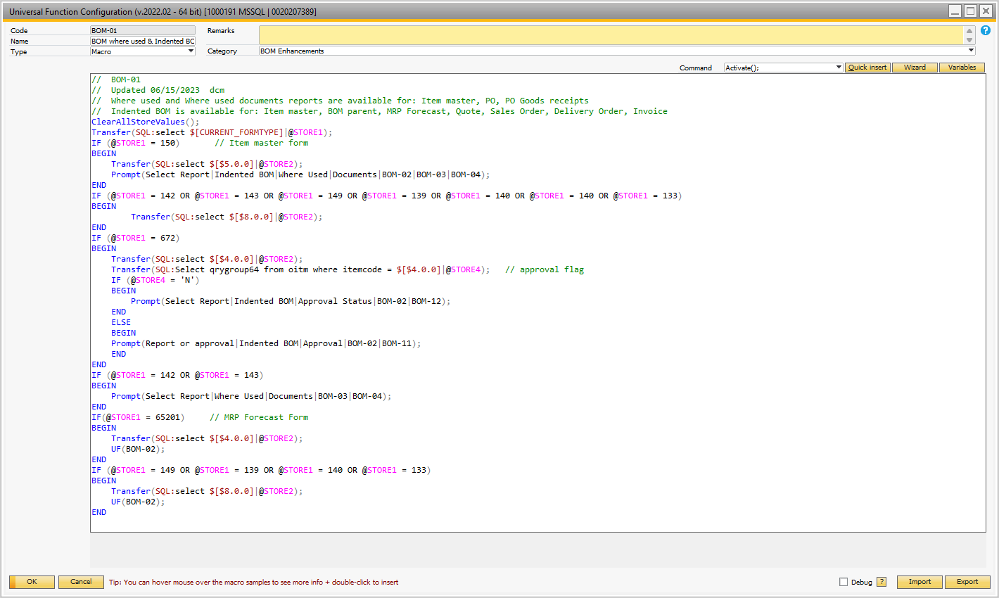 Universal Function Configuration (v.2022.02 - 64 bit) [1000191 MSSQL | 0020207389]
Code BOM-01 Remarks
Name BOM where used & Indented BC
Type Macro Category BOM Enhancements
Command Activate(); Quick insert Wizard Variables
//  BOM-01
//  Updated 06/15/2023  dcm
//  Where used and Where used documents reports are available for: Item master, PO, PO Goods receipts
//  Indented BOM is available for: Item master, BOM parent, MRP Forecast, Quote, Sales Order, Delivery Order, Invoice
ClearAllStoreValues();
Transfer(SQL:select $[CURRENT_FORMTYPE]|@STORE1);
IF (@STORE1 = 150)       // Item master form
BEGIN
    Transfer(SQL:select $[$5.0.0]|@STORE2);
    Prompt(Select Report|Indented BOM|Where Used|Documents|BOM-02|BOM-03|BOM-04);
END
IF (@STORE1 = 142 OR @STORE1 = 143 OR @STORE1 = 149 OR @STORE1 = 139 OR @STORE1 = 140 OR @STORE1 = 140 OR @STORE1 = 133)
BEGIN
        Transfer(SQL:select $[$8.0.0]|@STORE2);
END
IF (@STORE1 = 672)
BEGIN
    Transfer(SQL:select $[$4.0.0]|@STORE2);
    Transfer(SQL:Select qrygroup64 from oitm where itemcode = $[$4.0.0]|@STORE4);   // approval flag
    IF (@STORE4 = 'N')
    BEGIN
        Prompt(Select Report|Indented BOM|Approval Status|BOM-02|BOM-12);
    END
    ELSE
    BEGIN
    Prompt(Report or approval|Indented BOM|Approval|BOM-02|BOM-11);
    END
END
IF (@STORE1 = 142 OR @STORE1 = 143)
BEGIN
    Prompt(Select Report|Where Used|Documents|BOM-03|BOM-04);
END
IF(@STORE1 = 65201)     // MRP Forecast Form
BEGIN
    Transfer(SQL:select $[$4.0.0]|@STORE2);
    UF(BOM-02);
END
IF (@STORE1 = 149 OR @STORE1 = 139 OR @STORE1 = 140 OR @STORE1 = 133)
BEGIN
    Transfer(SQL:select $[$8.0.0]|@STORE2);
    UF(BOM-02);
END
OK Cancel Tip: You can hover mouse over the macro samples to see more info + double-click to insert Debug ? Import Export